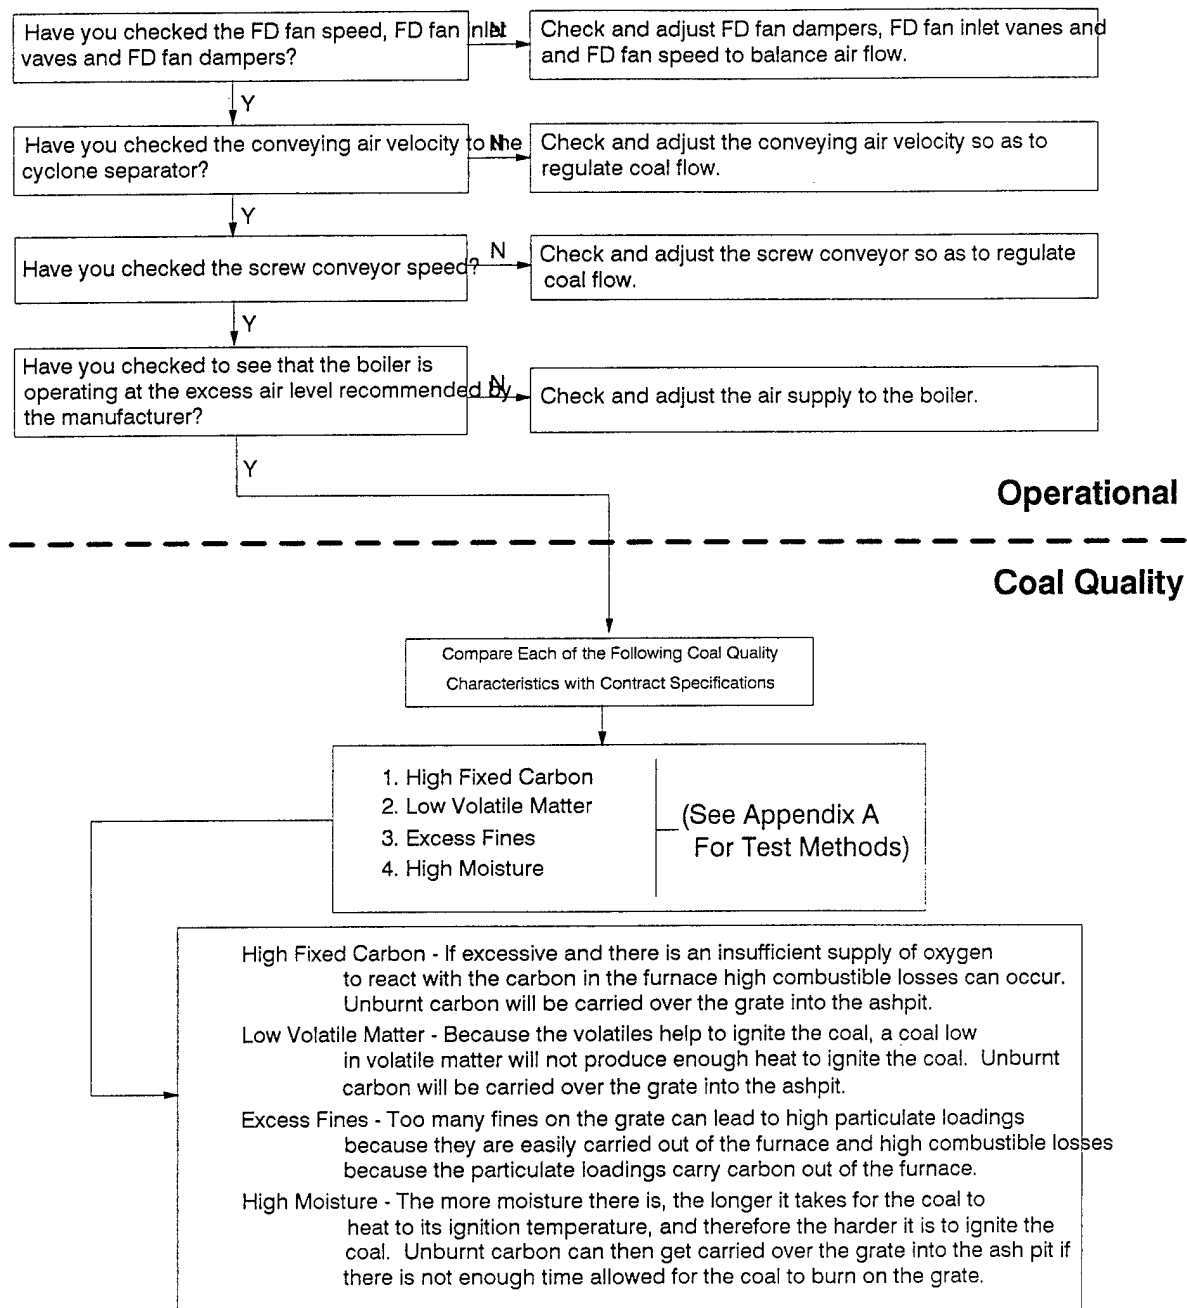 Have you checked the FD fan speed, FD fan inlet
vaves and FD fan dampers?
N
Check and adjust FD fan dampers, FD fan inlet vanes and
and FD fan speed to balance air flow.
Y
Have you checked the conveying air velocity to the
cyclone separator?
N
Check and adjust the conveying air velocity so as to
regulate coal flow.
Y
Have you checked the screw conveyor speed?
N
Check and adjust the screw conveyor so as to regulate
coal flow.
Y
Have you checked to see that the boiler is
operating at the excess air level recommended by
the manufacturer?
N
Check and adjust the air supply to the boiler.
Y
Operational
Coal Quality
Compare Each of the Following Coal Quality
Characteristics with Contract Specifications
1. High Fixed Carbon
2. Low Volatile Matter
3. Excess Fines
4. High Moisture
(See Appendix A
For Test Methods)
High Fixed Carbon - If excessive and there is an insufficient supply of oxygen
to react with the carbon in the furnace high combustible losses can occur.
Unburnt carbon will be carried over the grate into the ashpit.
Low Volatile Matter - Because the volatiles help to ignite the coal, a coal low
in volatile matter will not produce enough heat to ignite the coal. Unburnt
carbon will be carried over the grate into the ashpit.
Excess Fines - Too many fines on the grate can lead to high particulate loadings
because they are easily carried out of the furnace and high combustible losses
because the particulate loadings carry carbon out of the furnace.
High Moisture - The more moisture there is, the longer it takes for the coal to
heat to its ignition temperature, and therefore the harder it is to ignite the
coal. Unburnt carbon can then get carried over the grate into the ash pit if
there is not enough time allowed for the coal to burn on the grate.